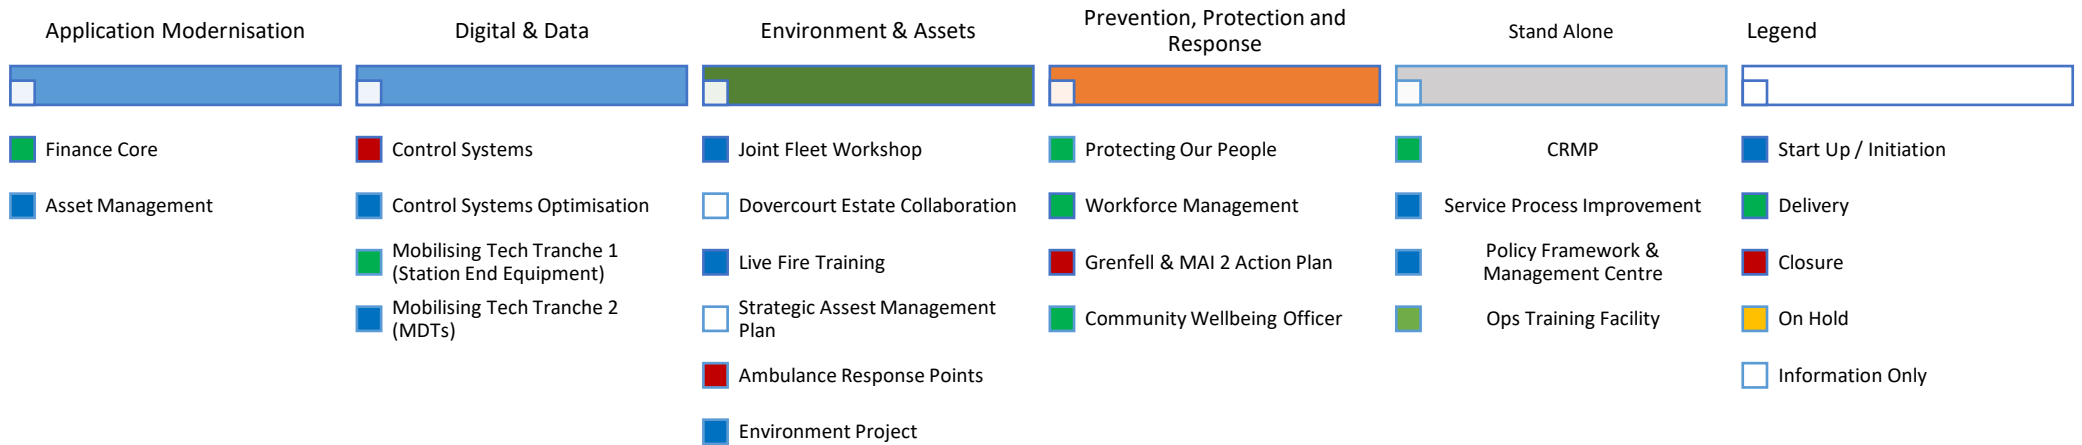 Application Modernisation
Finance Core
Asset Management
Digital & Data
Control Systems
Control Systems Optimisation
Mobilising Tech Tranche 1
(Station End Equipment)
Mobilising Tech Tranche 2
(MDTs)
Environment & Assets
Joint Fleet Workshop
Dovercourt Estate Collaboration
Live Fire Training
Strategic Assest Management
Plan
Ambulance Response Points
Environment Project
Prevention, Protection and
Response
Protecting Our People
Workforce Management
Grenfell & MAI 2 Action Plan
Community Wellbeing Officer
Stand Alone
CRMP
Service Process Improvement
Policy Framework &
Management Centre
Ops Training Facility
Legend
Start Up / Initiation
Delivery
Closure
On Hold
Information Only